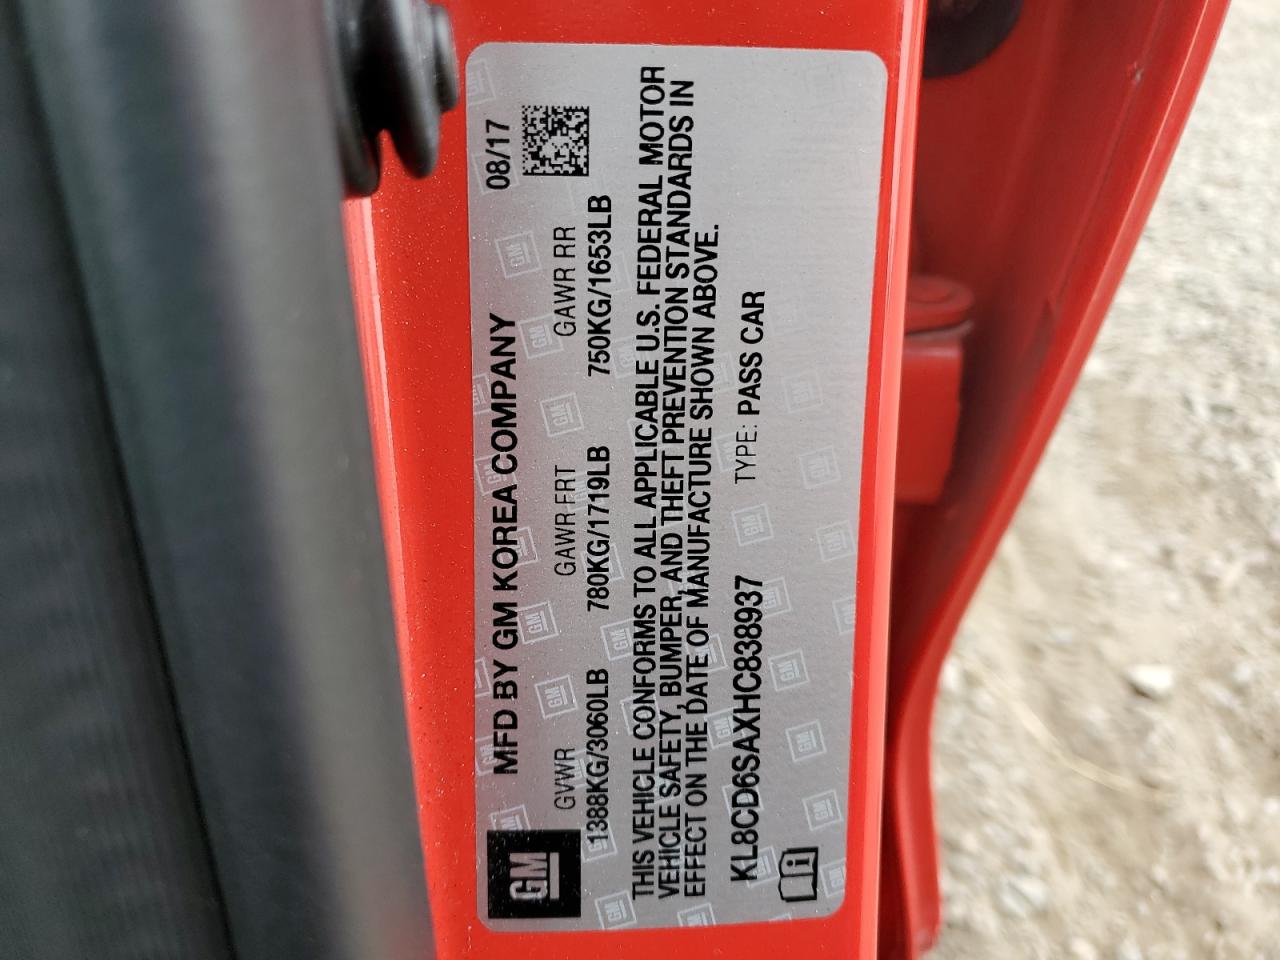 GM
MFD BY GM KOREA COMPANY 08/17
GVWR GAWR FRT GAWR RR
1388KG/3060LB 780KG/1719LB 750KG/1653LB
THIS VEHICLE CONFORMS TO ALL APPLICABLE U.S. FEDERAL MOTOR
VEHICLE SAFETY, BUMPER, AND THEFT PREVENTION STANDARDS IN
EFFECT ON THE DATE OF MANUFACTURE SHOWN ABOVE.
KL8CD6SAXHC838937 TYPE: PASS CAR